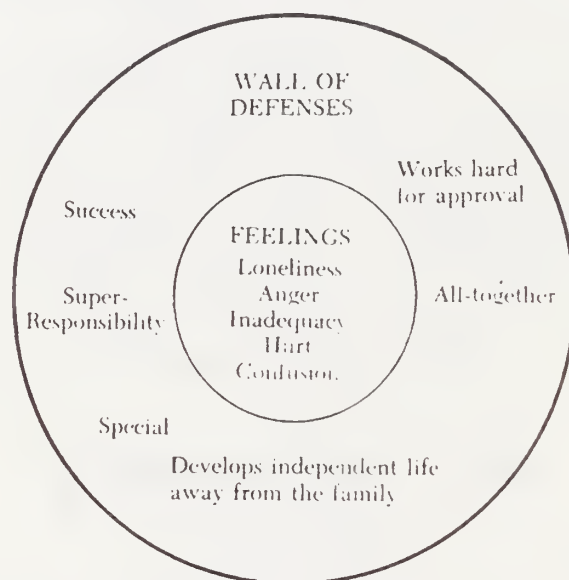 WALL OF
DEFENSES
Works hard
for approval
Success
FEELINGS
Loneliness
Anger
Inadequacy
Hurt
Confusion
Super-
Responsibility
All-together
Special
Develops independent life
away from the family